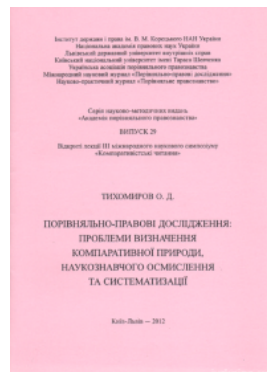 Інститут держави і права ім. В. М. Корецького НАН України
Національна академія правових наук України
Львівський державний університет внутрішніх справ
Київський національний університет імені Тараса Шевченка
Українська асоціація порівняльного правознавства
Міжнародний науковий журнал «Порівняльно-правові дослідження»
Науково-практичний журнал «Порівняльне правознавство»
Серія науково-методичних видань
«Академія порівняльного правознавства»
ВИПУСК 29
Відкриті лекції III міжнародного наукового симпозіуму
«Компаративістські читання»
ТИХОМИРОВ О. Д.
ПОРІВНЯЛЬНО-ПРАВОВІ ДОСЛІДЖЕННЯ:
ПРОБЛЕМИ ВИЗНАЧЕННЯ
КОМПАРАТИВНОЇ ПРИРОДИ,
НАУКОЗНАВЧОГО ОСМИСЛЕННЯ
ТА СИСТЕМАТИЗАЦІЇ
Київ-Львів — 2012